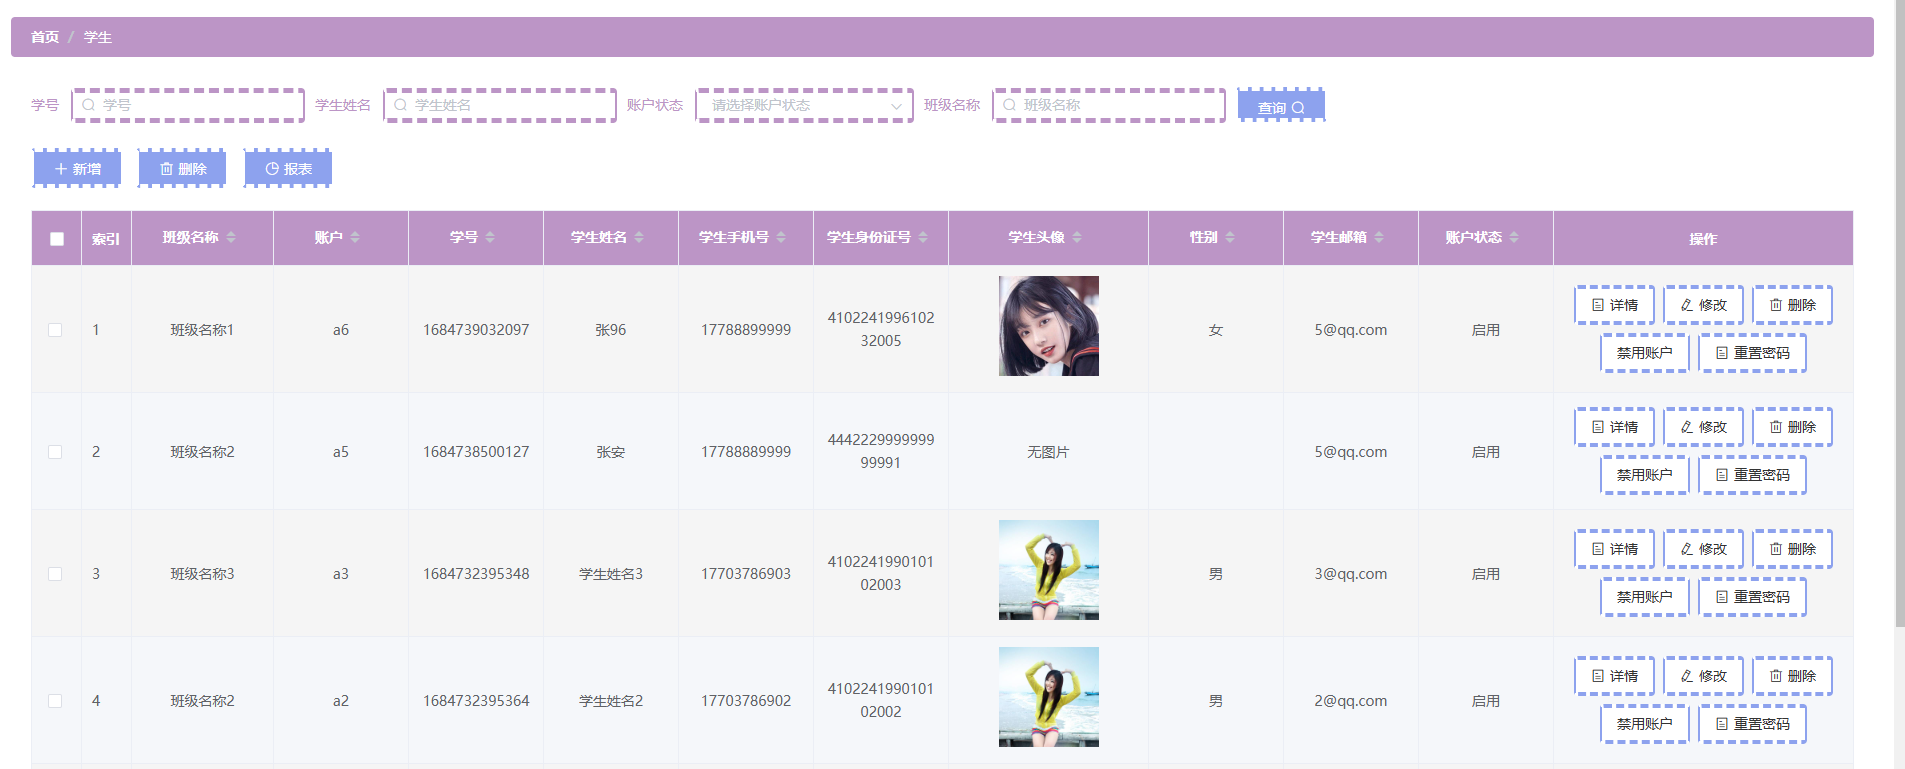 首页 / 学生
学号 学号 学生姓名 学生姓名 账户状态 请选择账户状态 班级名称 班级名称 查询
新增 删除 报表
索引 班级名称 账户 学号 学生姓名 学生手机号 学生身份证号 学生头像 性别 学生邮箱 账户状态 操作
1 班级名称1 a6 1684739032097 张96 17788899999 4102241996102 女 5@qq.com 启用 详情 修改 删除
32005 禁用账户 重置密码
2 班级名称2 a5 1684738500127 张安 17788889999 4442229999999 无图片 5@qq.com 启用 详情 修改 删除
99991 禁用账户 重置密码
3 班级名称3 a3 1684732395348 学生姓名3 17703786903 4102241990101 男 3@qq.com 启用 详情 修改 删除
02003 禁用账户 重置密码
4 班级名称2 a2 1684732395364 学生姓名2 17703786902 4102241990101 男 2@qq.com 启用 详情 修改 删除
02002 禁用账户 重置密码